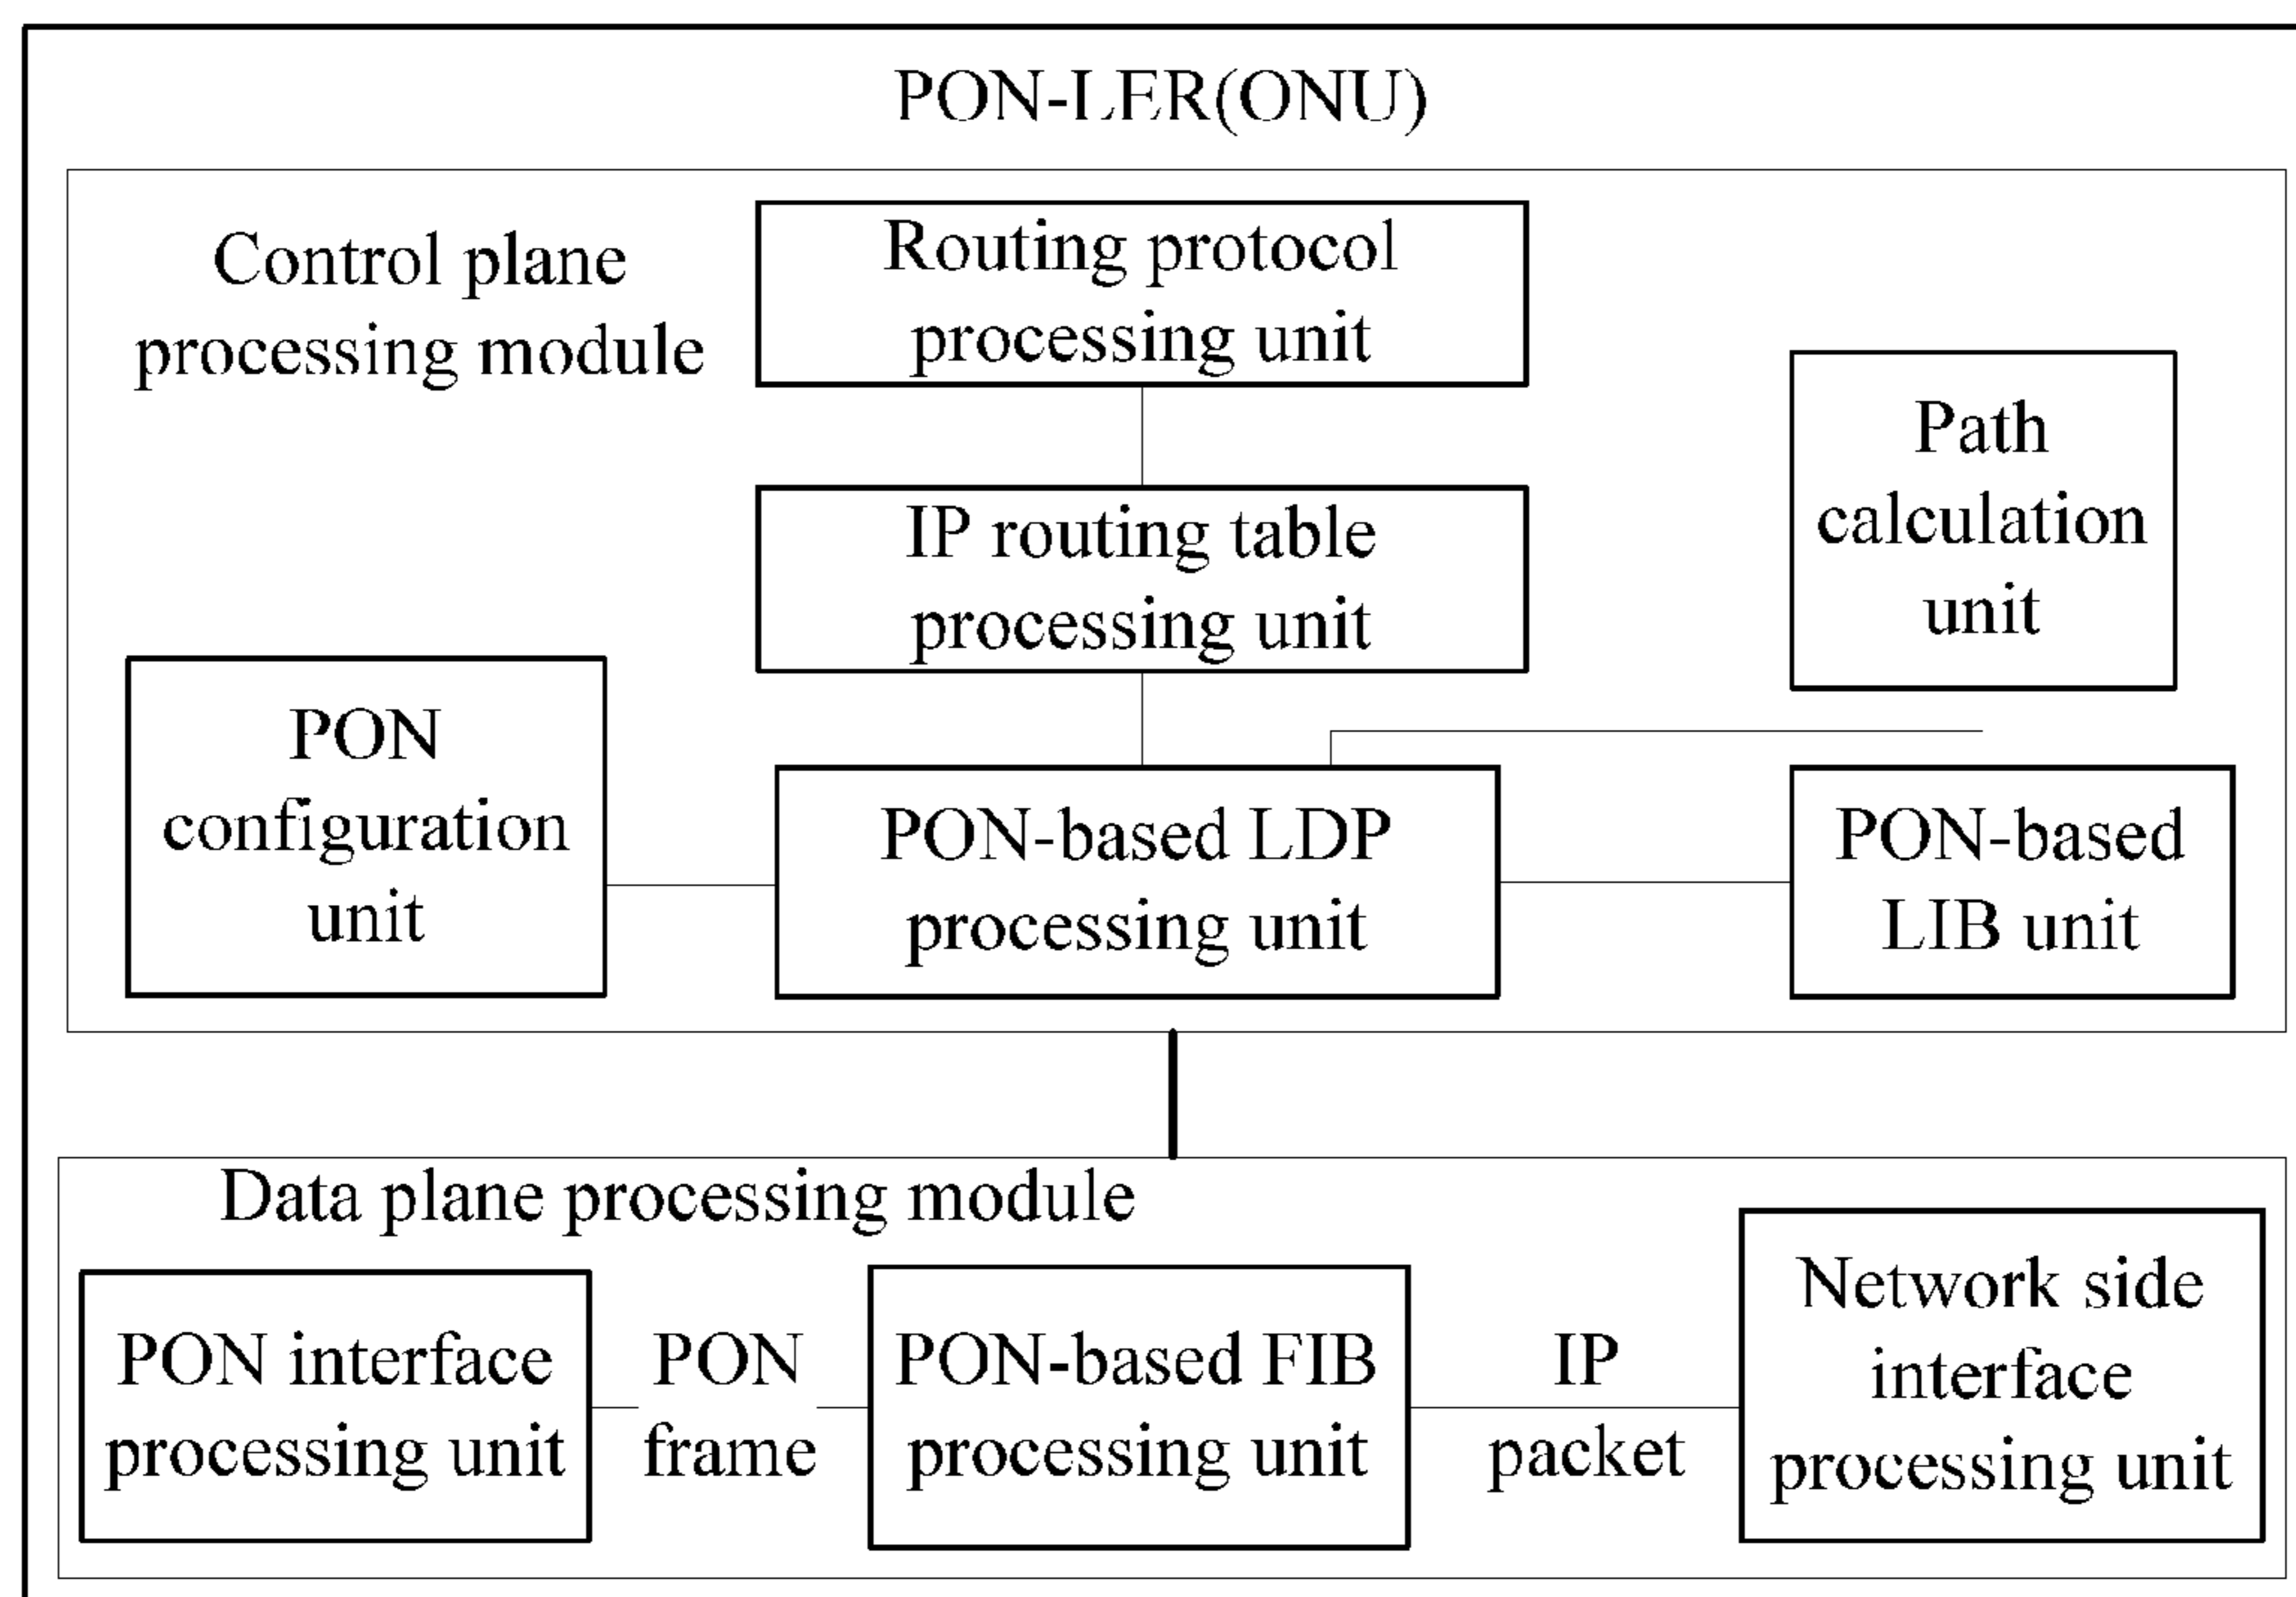 PON-LER(ONU)
Control plane
processing module
Routing protocol
processing unit
Path
calculation
unit
IP routing table
processing unit
PON
configuration
unit
PON-based LDP
processing unit
PON-based
LIB unit
Data plane processing module
PON interface
processing unit
PON
frame
PON-based FIB
processing unit
IP
packet
Network side
interface
processing unit